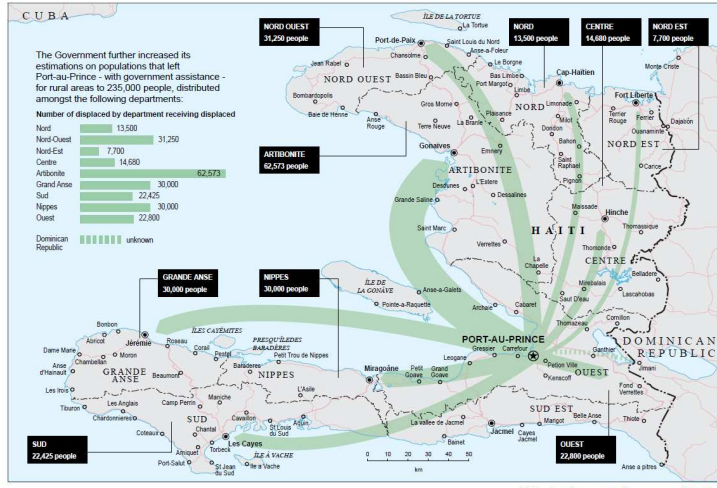 CUBA
ÎLE DE LA TORTUE
La Tortue
NORD OUEST
31,250 people
NORD
13,500 people
CENTRE
14,680 people
NORD EST
7,700 people
The Government further increased its
estimations on populations that left
Port-au-Prince - with government assistance -
for rural areas to 235,000 people, distributed
amongst the following departments:
Number of displaced by department receiving displaced
Nord 13,500
Nord-Ouest 31,250
Nord-Est 7,700
Centre 14,680
Artibonite 62,573
Grand Anse 30,000
Sud 22,425
Nippes 30,000
Ouest 22,800
Dominican
Republic
unknown
Port-de-Paix
Saint Louis du Nord
Anse-a-Foleur
Chansolme
Jean Rabel
Le Borgne
Bas Limbe
Cap-Haïtien
Monte Criste
NORD OUEST
Bassin Bleu
Port Margot
Limbe
Fort Liberte
Bombardopolis
NORD
Limonade
Ferrier
Gros Morne
Plaisance
Milot
Terrier
Rouge
Ouanaminte
Dajabón
Baie de Henne
Anse
Rouge
Terre Neuve
La Branle
Dondon
Bahon
NORD EST
Gonaives
Ennery
Saint
Raphael
Carice
ARTIBONITE
62,573 people
ARTIBONITE
Pignon
L'Estere
Desdunes
Dessalines
Grande Saline
Maissade
Hinche
HAITI
Thomassique
Saint Marc
Verrettes
Thomonde
CENTRE
La
Chapelle
Belladere
Mirebalais
Lascahobas
GRANDE ANSE
30,000 people
NIPPES
30,000 people
ÎLE DE
LA GONÂVE
Anse-a-Galets
Pointe-a-Raquette
Saut D'eau
Archaie
Cabaret
Cornillon
Thomazeau
Bonbon
ÎLES CAYÉMITES
Jérémie
Abricot
Roseau
PRESQU'ÎLE DES
BARADÈRES
PORT-AU-PRINCE
DOMINICAN
REPUBLIC
Dame Marie
Chambellan
Moron
Corail
Pestel
Petit Trou de Nippes
Gressier
Carrefour
Ganthier
Leogane
Petion Ville
Jimani
Anse
d'Hainault
GRANDE
ANSE
Beaumont
Baraderes
NIPPES
Miragoâne
Petit
Goave
Grand
Goave
Kenscoff
OUEST
Les Irois
L'Asile
Fond
Verrettes
Les Anglais
Camp Perrin
Maniche
SUD EST
Tiburon
Chardonnieres
SUD
Cavaillon
Aquin
La vallee de Jacmel
Marigot
Belle Anse
Thiote
Chantal
St Louis
du Sud
Coteaux
Torbeck
Les Cayes
Jacmel
Cayes
Jacmel
SUD
22,425 people
Arniquet
ÎLE À VACHE
Bainet
OUEST
22,800 people
Port-Salut
St Jean
du Sud
Ile a Vache
0 10 20 30 40 50
km
Anse a pitres